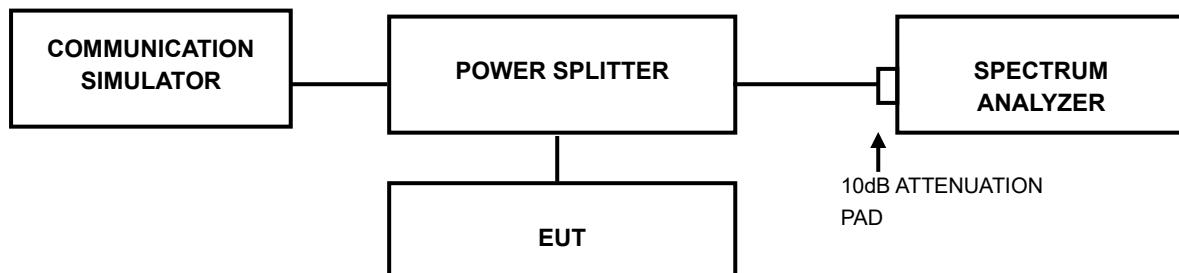 COMMUNICATION
SIMULATOR
POWER SPLITTER
SPECTRUM
ANALYZER
10dB ATTENUATION
PAD
EUT